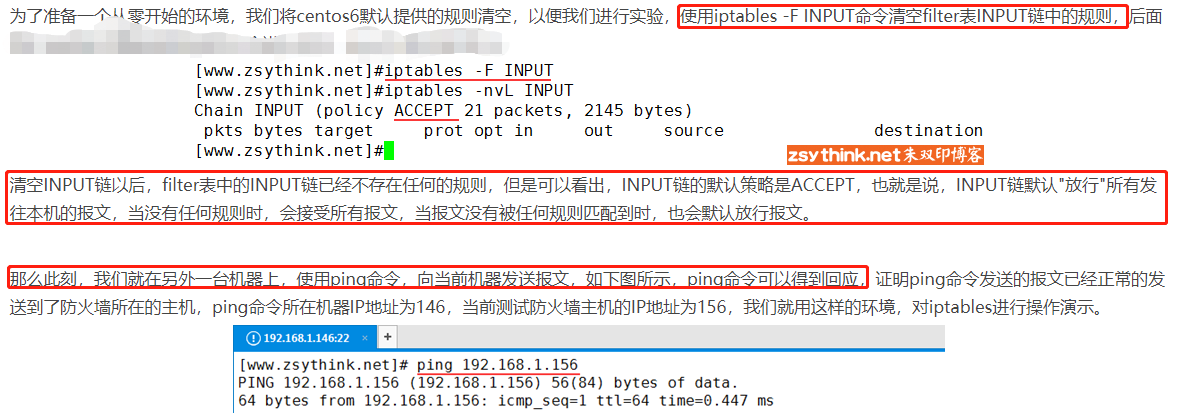 为了准备一个从零开始的环境，我们将centos6默认提供的规则清空，以便我们进行实验，使用iptables -F INPUT命令清空filter表INPUT链中的规则，后面
[www.zsythink.net]#iptables -F INPUT
[www.zsythink.net]#iptables -nvL INPUT
Chain INPUT (policy ACCEPT 21 packets, 2145 bytes)
pkts bytes target prot opt in out source destination
[www.zsythink.net]#
zsythink.net朱双印博客
清空INPUT链以后，filter表中的INPUT链已经不存在任何的规则，但是可以看出，INPUT链的默认策略是ACCEPT，也就是说，INPUT链默认"放行"所有发
往本机的报文，当没有任何规则时，会接受所有报文，当报文没有被任何规则匹配到时，也会默认放行报文。
那么此刻，我们就在另外一台机器上，使用ping命令，向当前机器发送报文，如下图所示，ping命令可以得到回应，证明ping命令发送的报文已经正常的发
送到了防火墙所在的主机，ping命令所在机器IP地址为146，当前测试防火墙主机的IP地址为156，我们就用这样的环境，对iptables进行操作演示。
192.168.1.146:22 × +
[www.zsythink.net]# ping 192.168.1.156
PING 192.168.1.156 (192.168.1.156) 56(84) bytes of data.
64 bytes from 192.168.1.156: icmp_seq=1 ttl=64 time=0.447 ms